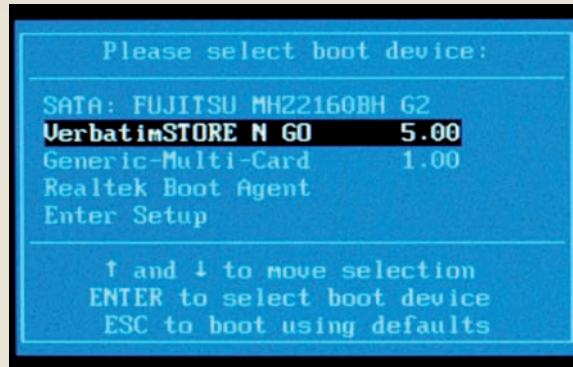 Please select boot device:
SATA: FUJITSU MHZ2160BH G2
VerbatimSTORE N GO 5.00
Generic-Multi-Card 1.00
Realtek Boot Agent
Enter Setup
↑ and ↓ to move selection
ENTER to select boot device
ESC to boot using defaults